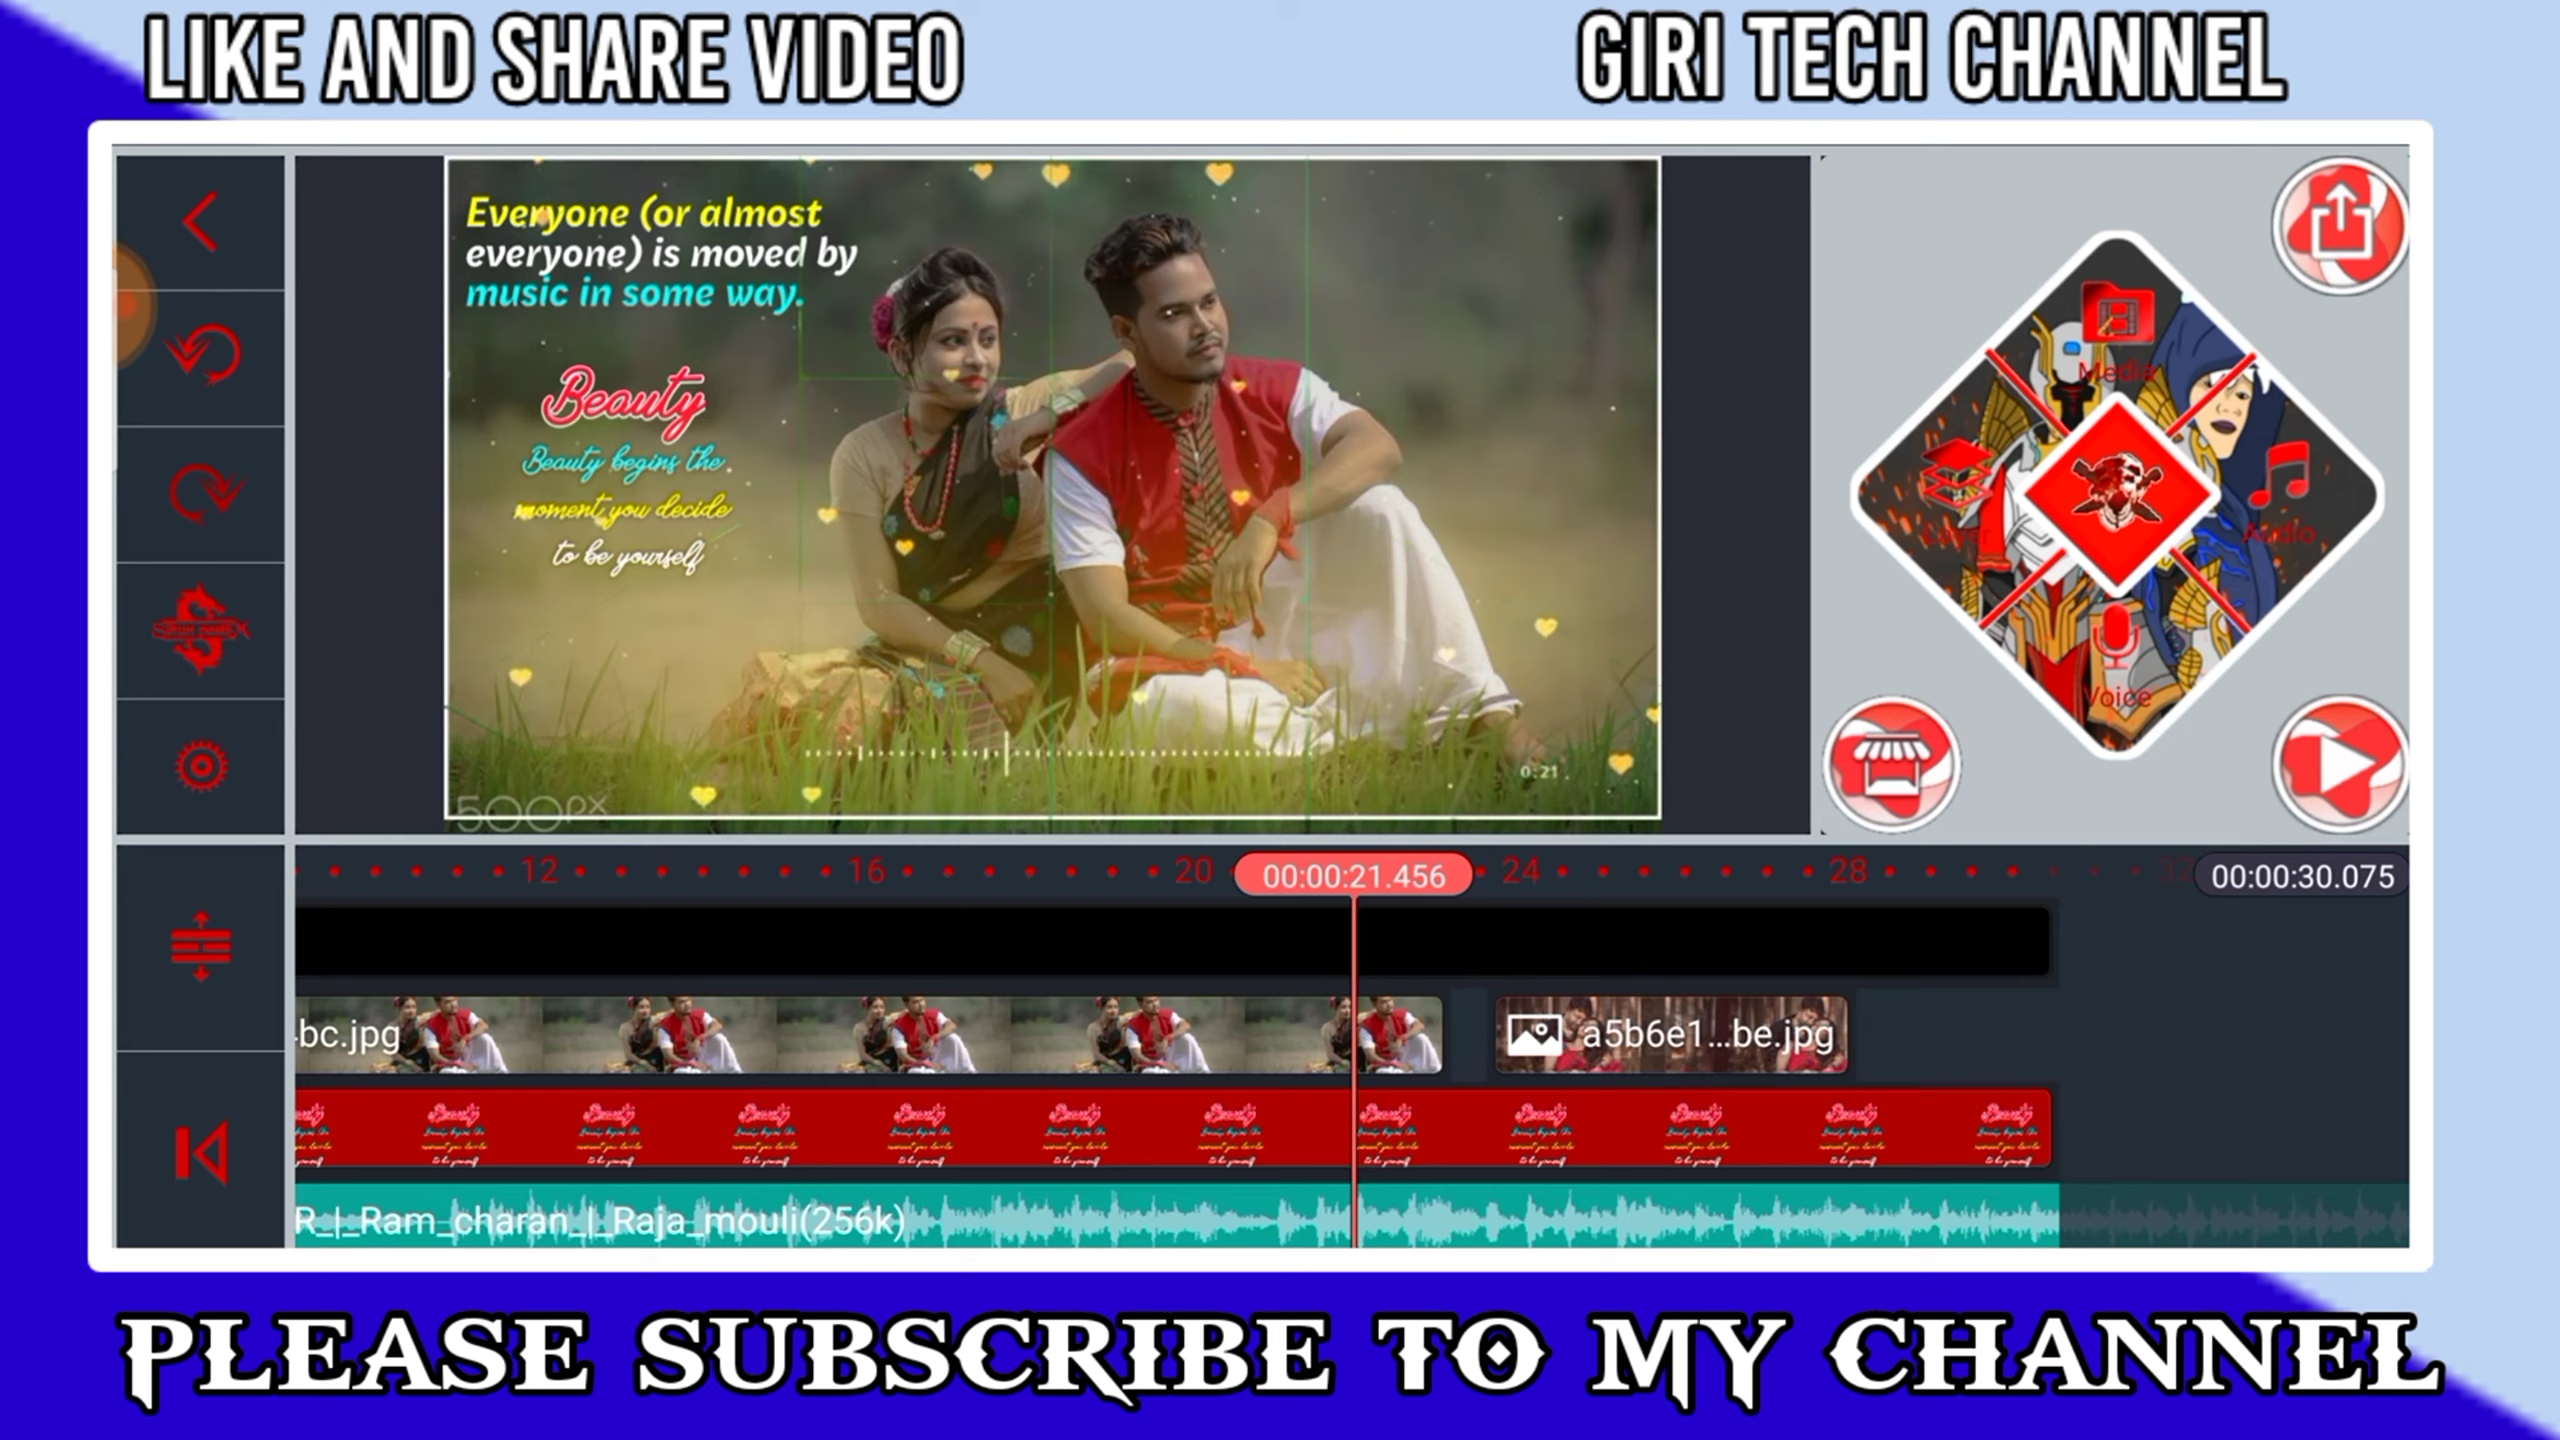 LIKE AND SHARE VIDEO
GIRI TECH CHANNEL
Everyone (or almost
everyone) is moved by
music in some way.
Beauty
Beauty begins the
moment you decide
to be yourself
500px
0:21
Media
Layer
Audio
Voice
12
16
20
00:00:21.456
24
28
32
00:00:30.075
bc.jpg
a5b6e1...be.jpg
R_|_Ram_charan_|_Raja_mouli(256k)
PLEASE SUBSCRIBE TO MY CHANNEL